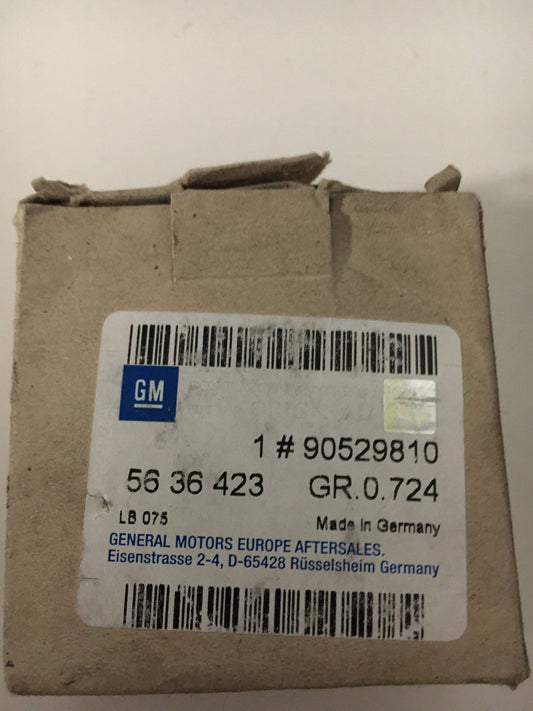 GM
1 # 90529810
56 36 423 GR.0.724
LB 075 Made in Germany
GENERAL MOTORS EUROPE AFTERSALES.
Eisenstrasse 2-4, D-65428 Rüsselsheim Germany